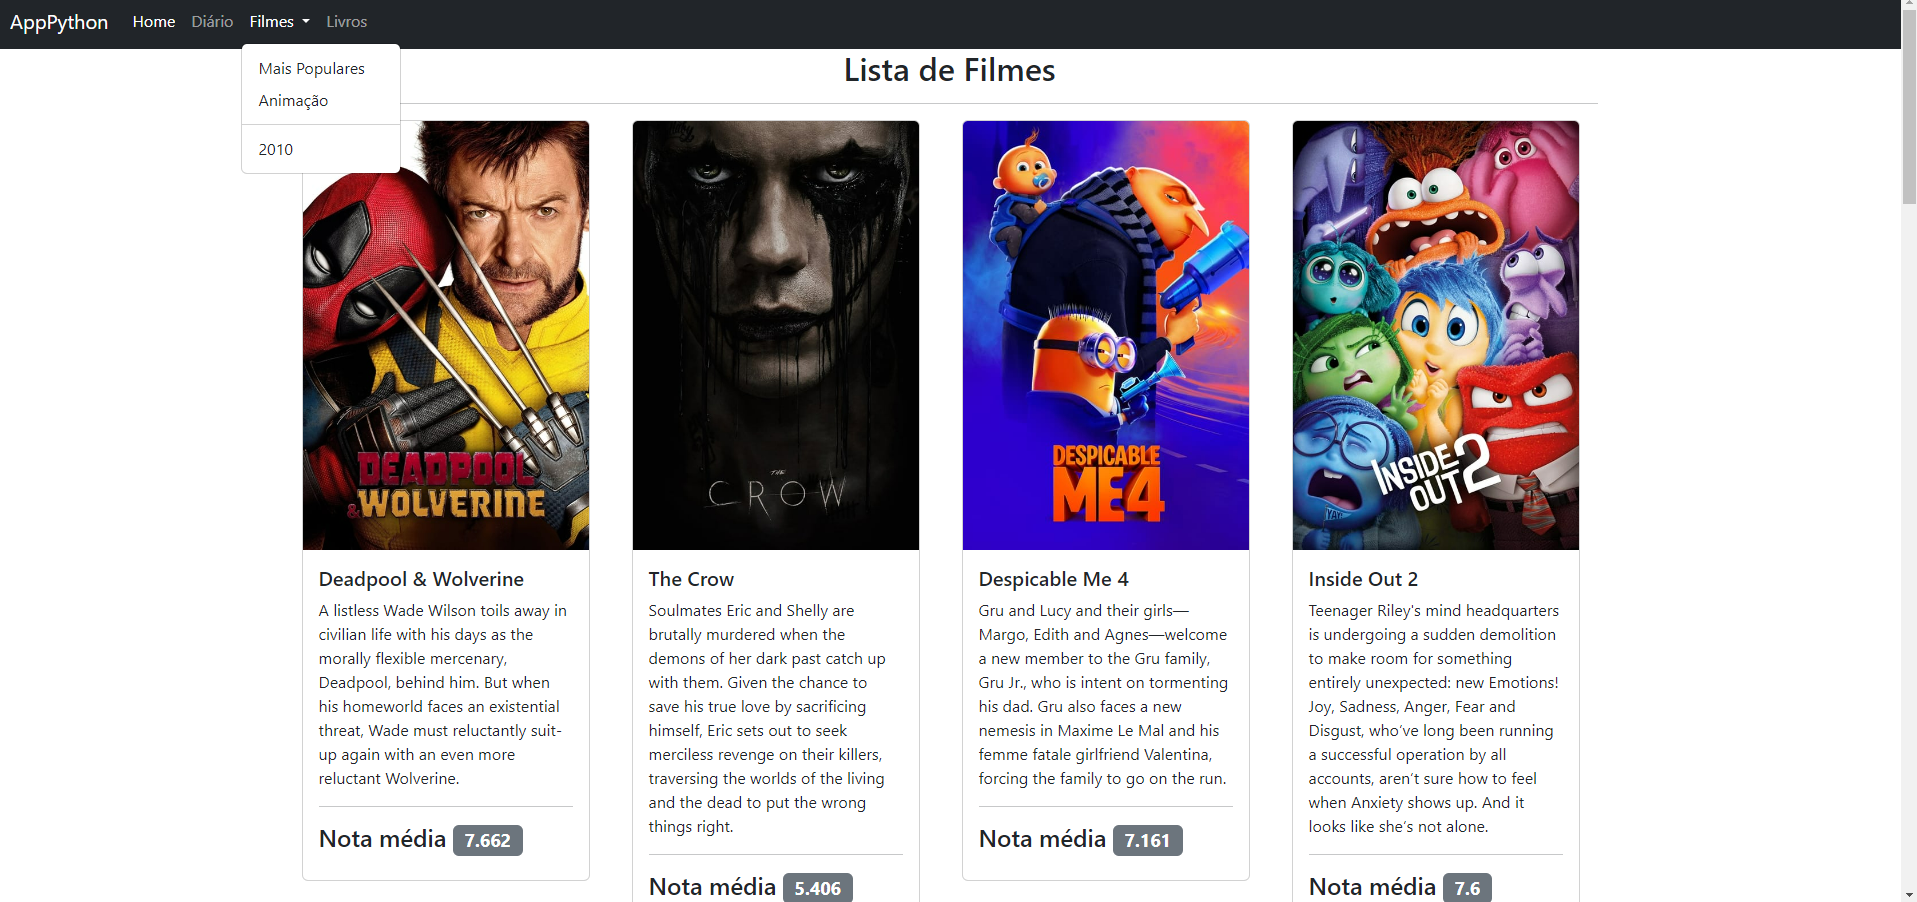 AppPython Home Diário Filmes Livros
Mais Populares
Animação
2010
Lista de Filmes
DEADPOOL
& WOLVERINE
THE
CROW
DESPICABLE
ME 4
INSIDE
OUT 2
Deadpool & Wolverine
A listless Wade Wilson toils away in
civilian life with his days as the
morally flexible mercenary,
Deadpool, behind him. But when
his homeworld faces an existential
threat, Wade must reluctantly suit-
up again with an even more
reluctant Wolverine.
Nota média 7.662
The Crow
Soulmates Eric and Shelly are
brutally murdered when the
demons of her dark past catch up
with them. Given the chance to
save his true love by sacrificing
himself, Eric sets out to seek
merciless revenge on their killers,
traversing the worlds of the living
and the dead to put the wrong
things right.
Nota média 5.406
Despicable Me 4
Gru and Lucy and their girls—
Margo, Edith and Agnes—welcome
a new member to the Gru family,
Gru Jr., who is intent on tormenting
his dad. Gru also faces a new
nemesis in Maxime Le Mal and his
femme fatale girlfriend Valentina,
forcing the family to go on the run.
Nota média 7.161
Inside Out 2
Teenager Riley's mind headquarters
is undergoing a sudden demolition
to make room for something
entirely unexpected: new Emotions!
Joy, Sadness, Anger, Fear and
Disgust, who’ve long been running
a successful operation by all
accounts, aren’t sure how to feel
when Anxiety shows up. And it
looks like she’s not alone.
Nota média 7.6